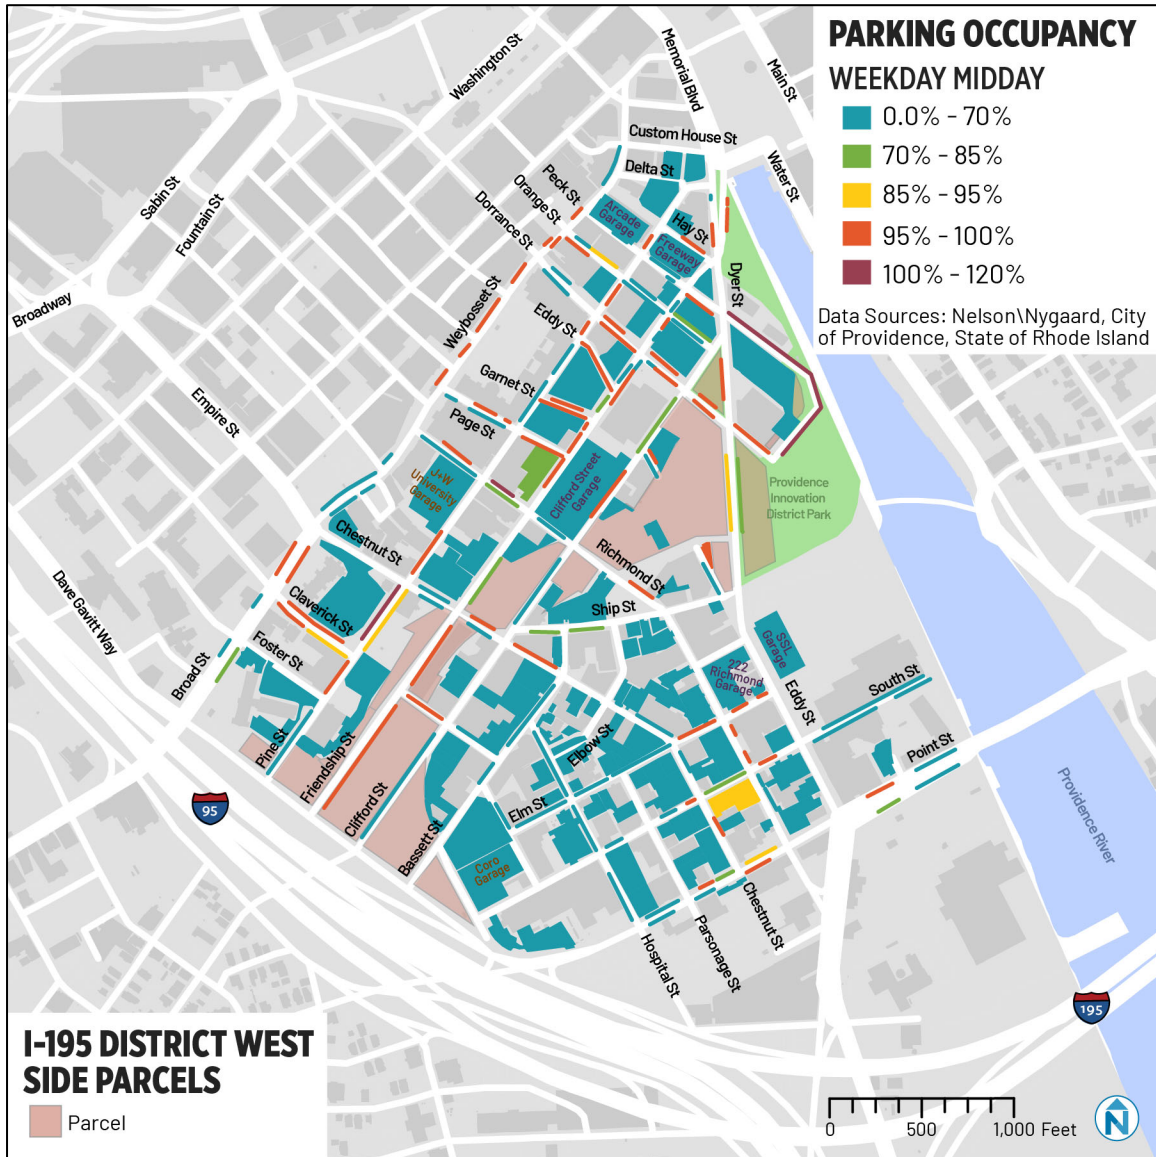 PARKING OCCUPANCY
WEEKDAY MIDDAY
0.0% - 70%
70% - 85%
85% - 95%
95% - 100%
100% - 120%
Data Sources: Nelson\Nygaard, City
of Providence, State of Rhode Island
Memorial Blvd
Main St
Washington St
Custom House St
Delta St
Water St
Peck St
Orange St
Dorrance St
Sabin St
Fountain St
Arcade
Garage
Hay St
Freeway
Garage
Dyer St
Broadway
Weybosset St
Eddy St
Garnet St
Empire St
Page St
J+W
University
Garage
Clifford Street
Garage
Providence
Innovation
District Park
Chestnut St
Richmond St
Dave Gavitt Way
Claverick St
Ship St
Foster St
Broad St
SSL
Garage
222
Richmond
Garage
Eddy St
South St
Pine St
Elbow St
Point St
Friendship St
Clifford St
Elm St
95
Bassett St
Coro
Garage
Providence River
Chestnut St
Parsonage St
Hospital St
195
I-195 DISTRICT WEST
SIDE PARCELS
Parcel
0 500 1,000 Feet
N